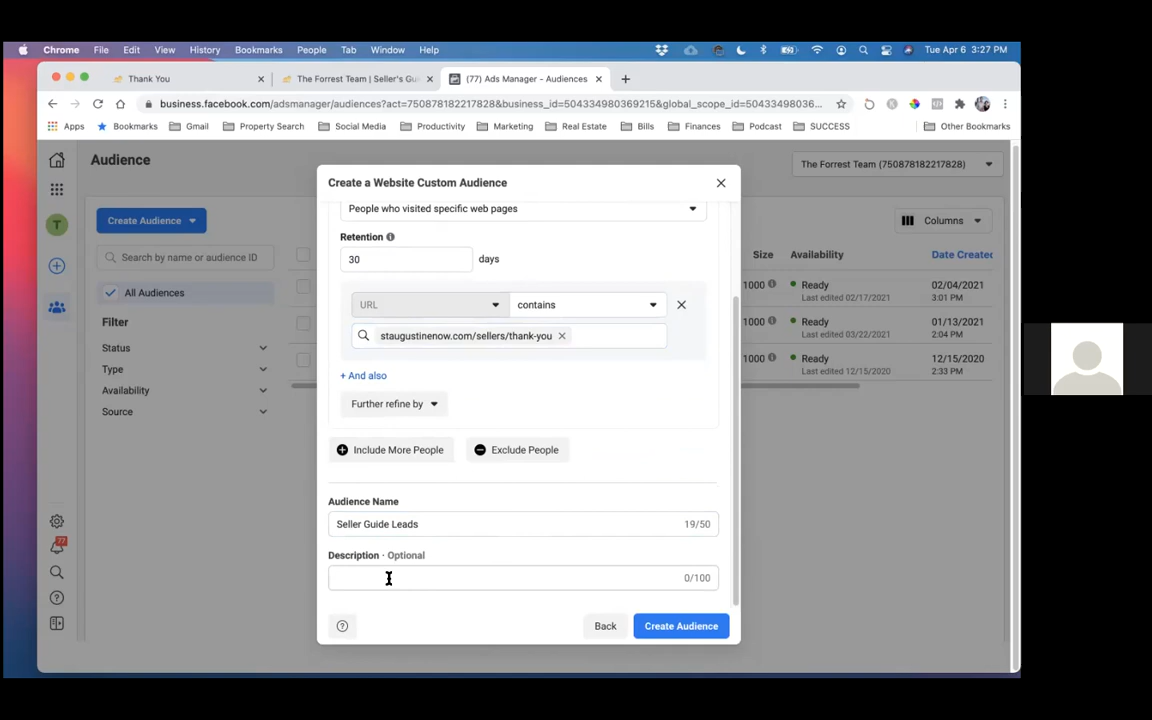 Chrome File Edit View History Bookmarks People Tab Window Help Tue Apr 6 3:27 PM
Thank You The Forrest Team | Seller's Gui (77) Ads Manager - Audiences
business.facebook.com/adsmanager/audiences?act=750878182217828&business_id=504334980369215&global_scope_id=50433498036...
Apps Bookmarks Gmail Property Search Social Media Productivity Marketing Real Estate Bills Finances Podcast SUCCESS Other Bookmarks
Audience
The Forrest Team (750878182217828)
Create Audience
Columns
Search by name or audience ID
All Audiences
Filter
Status
Type
Availability
Source
Size Availability Date Created
1000 Ready 02/04/2021
Last edited 02/17/2021 3:01 PM
1000 Ready 01/13/2021
Last edited 03/22/2021 2:04 PM
1000 Ready 12/15/2020
Last edited 12/15/2020 2:33 PM
T
77
Create a Website Custom Audience
People who visited specific web pages
Retention
30 days
URL contains
staugustinenow.com/sellers/thank-you
+ And also
Further refine by
Include More People Exclude People
Audience Name
Seller Guide Leads 19/50
Description · Optional
0/100
Back Create Audience